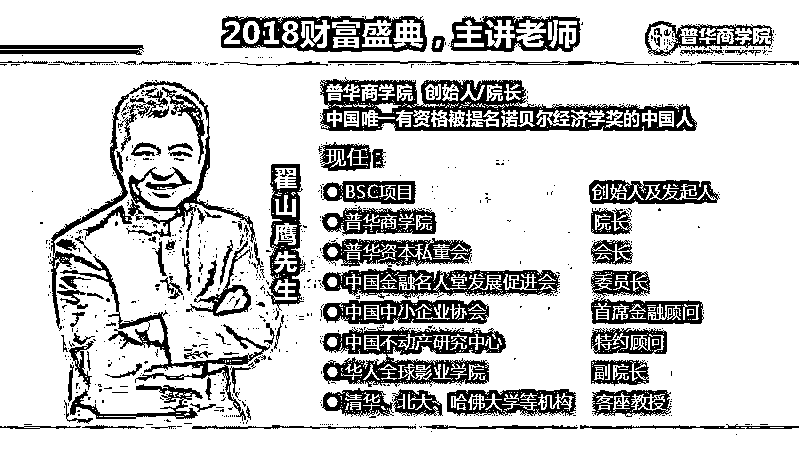 2018财富盛典，主讲老师
普华商学院
普华商学院 创始人/院长
中国唯一有资格被提名诺贝尔经济学奖的中国人
现任：
翟山鹰先生
BSC项目 创始人及发起人
普华商学院 院长
普华资本私董会 会长
中国金融名人堂发展促进会 委员长
中国中小企业协会 首席金融顾问
中国不动产研究中心 特约顾问
华人全球影业学院 副院长
清华、北大、哈佛大学等机构 客座教授